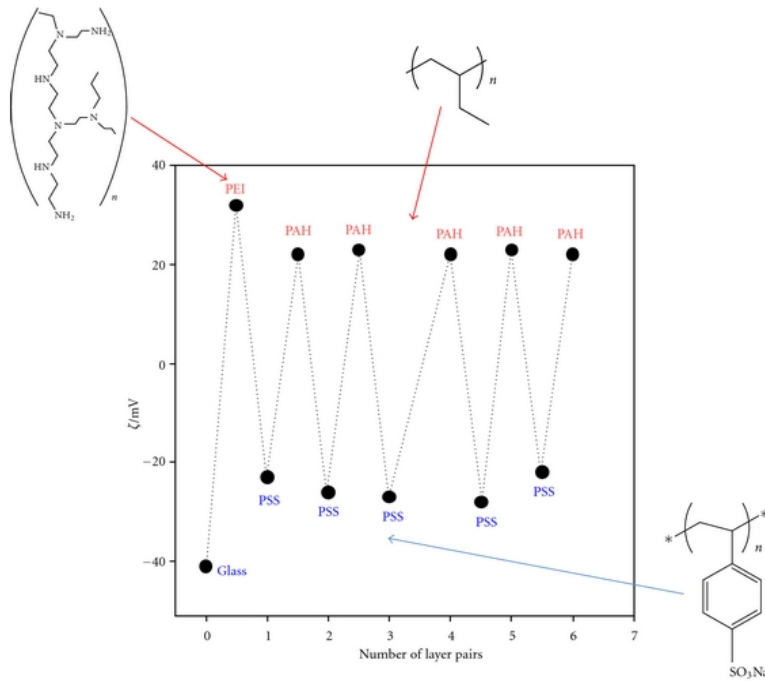 N
NH₂
HN
N
N
HN
NH₂
n
n
40
20
0
−20
−40
ζ/mV
PEI
PAH
PAH
PAH
PAH
PAH
PSS
PSS
PSS
PSS
PSS
Glass
0 1 2 3 4 5 6 7
Number of layer pairs
*
*
n
SO₃Na